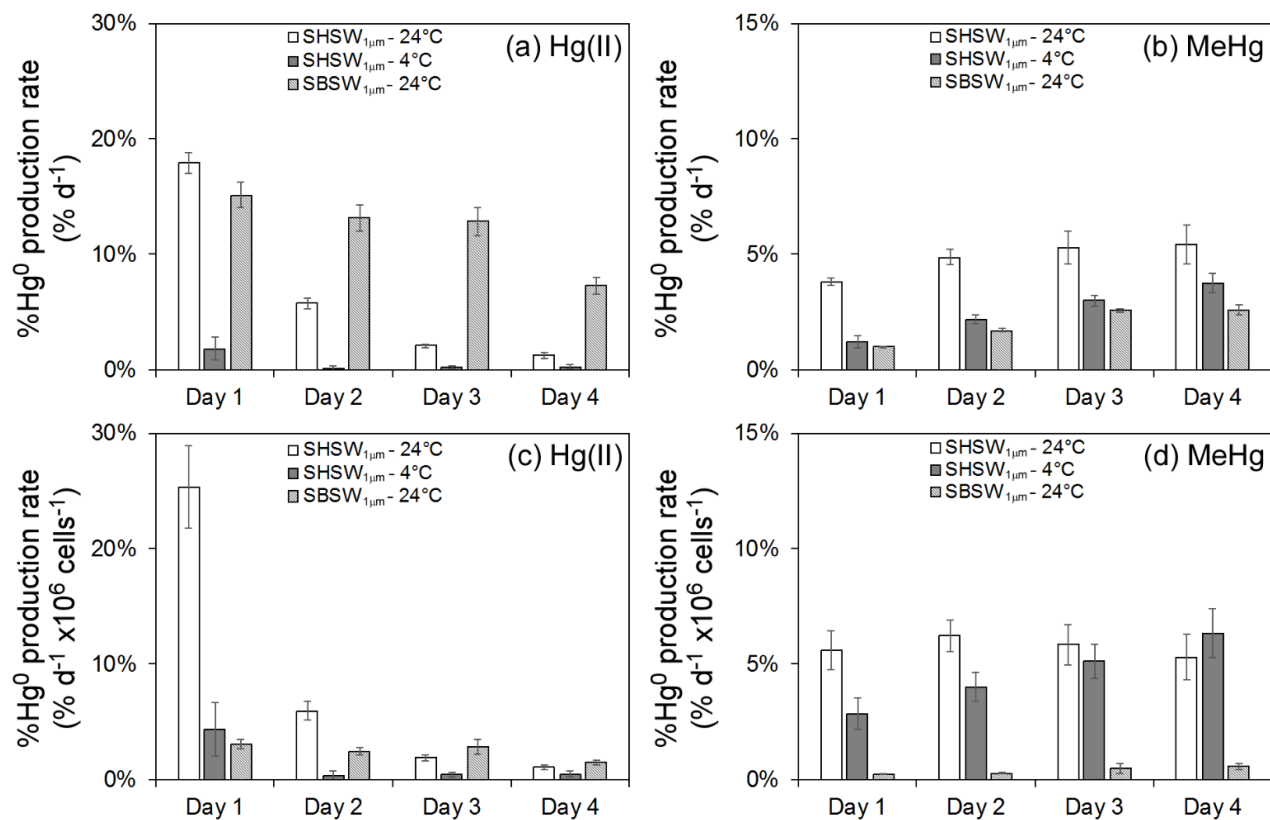 30%
20%
10%
0%
%Hg⁰ production rate
(% d⁻¹)
SHSW1μm - 24°C
SHSW1μm - 4°C
SBSW1μm - 24°C
(a) Hg(II)
Day 1 Day 2 Day 3 Day 4
15%
10%
5%
0%
%Hg⁰ production rate
(% d⁻¹)
SHSW1μm - 24°C
SHSW1μm - 4°C
SBSW1μm - 24°C
(b) MeHg
Day 1 Day 2 Day 3 Day 4
30%
20%
10%
0%
%Hg⁰ production rate
(% d⁻¹ x10⁶ cells⁻¹)
SHSW1μm - 24°C
SHSW1μm - 4°C
SBSW1μm - 24°C
(c) Hg(II)
Day 1 Day 2 Day 3 Day 4
15%
10%
5%
0%
%Hg⁰ production rate
(% d⁻¹ x10⁶ cells⁻¹)
SHSW1μm - 24°C
SHSW1μm - 4°C
SBSW1μm - 24°C
(d) MeHg
Day 1 Day 2 Day 3 Day 4